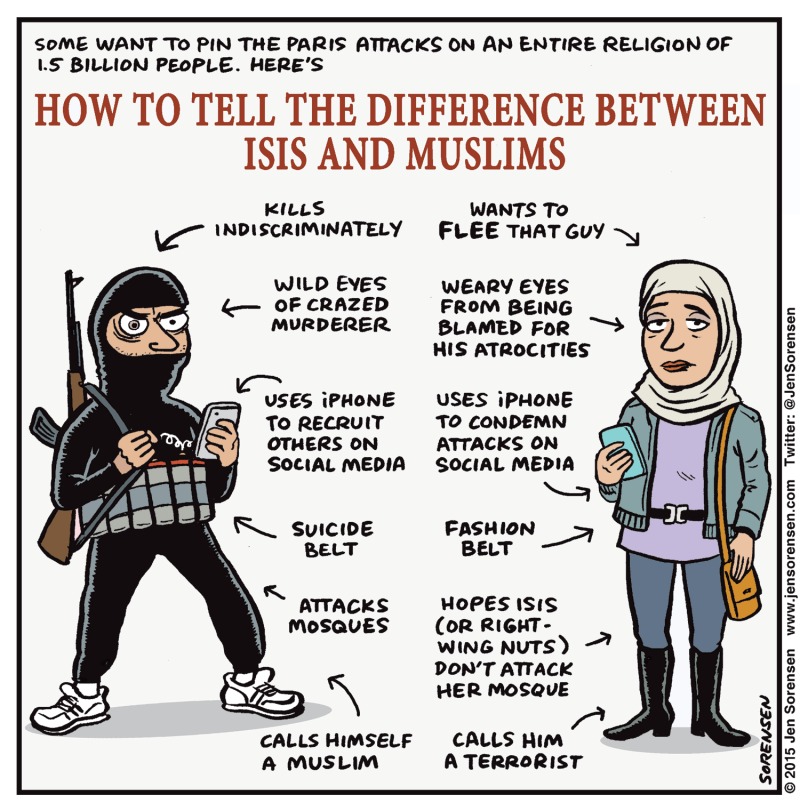 SOME WANT TO PIN THE PARIS ATTACKS ON AN ENTIRE RELIGION OF
1.5 BILLION PEOPLE. HERE'S
HOW TO TELL THE DIFFERENCE BETWEEN
ISIS AND MUSLIMS
KILLS
INDISCRIMINATELY
WILD EYES
OF CRAZED
MURDERER
USES iPHONE
TO RECRUIT
OTHERS ON
SOCIAL MEDIA
SUICIDE
BELT
ATTACKS
MOSQUES
CALLS HIMSELF
A MUSLIM
WANTS TO
FLEE THAT GUY
WEARY EYES
FROM BEING
BLAMED FOR
HIS ATROCITIES
USES iPHONE
TO CONDEMN
ATTACKS ON
SOCIAL MEDIA
FASHION
BELT
HOPES ISIS
(OR RIGHT-
WING NUTS)
DON'T ATTACK
HER MOSQUE
CALLS HIM
A TERRORIST
SORENSEN
© 2015 Jen Sorensen www.jensorensen.com Twitter: @JenSorensen